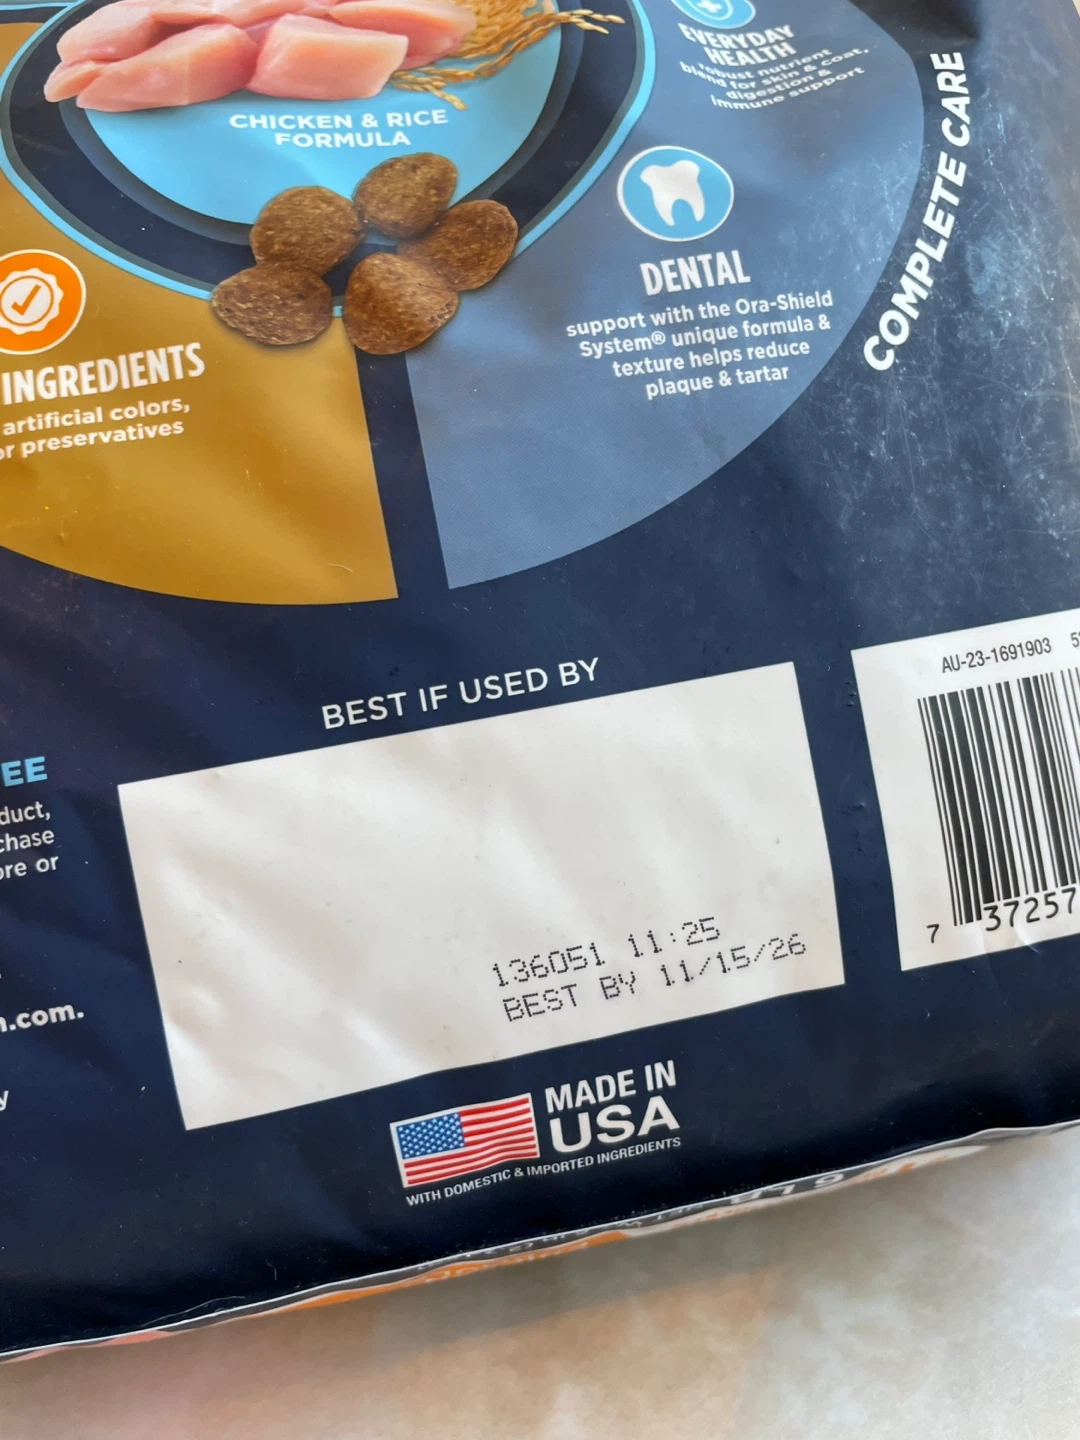 EVERYDAY
HEALTH
robust nutrient
blend for skin & coat,
digestion &
immune support
COMPLETE CARE
CHICKEN & RICE
FORMULA
DENTAL
support with the Ora-Shield
System® unique formula &
texture helps reduce
plaque & tartar
INGREDIENTS
artificial colors,
or preservatives
BEST IF USED BY
AU-23-1691903
7 37257
EE
duct,
chase
ore or
.com.
y
136051 11:25
BEST BY 11/15/26
MADE IN
USA
WITH DOMESTIC & IMPORTED INGREDIENTS